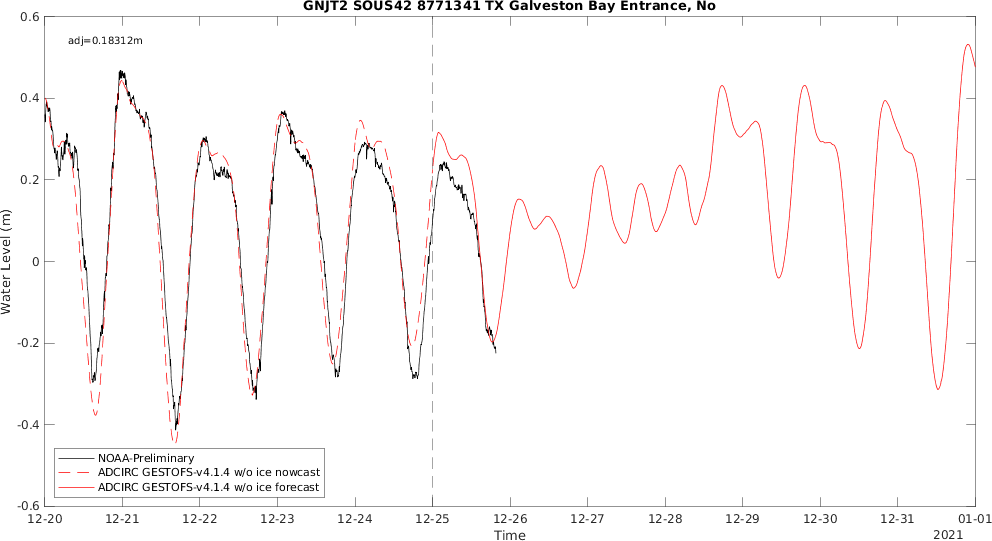 GNJT2 SOUS42 8771341 TX Galveston Bay Entrance, No
adj=0.18312m
0.6
0.4
0.2
0
-0.2
-0.4
-0.6
Water Level (m)
NOAA-Preliminary
ADCIRC GESTOFS-v4.1.4 w/o ice nowcast
ADCIRC GESTOFS-v4.1.4 w/o ice forecast
12-20 12-21 12-22 12-23 12-24 12-25 12-26 12-27 12-28 12-29 12-30 12-31 01-01
Time
2021